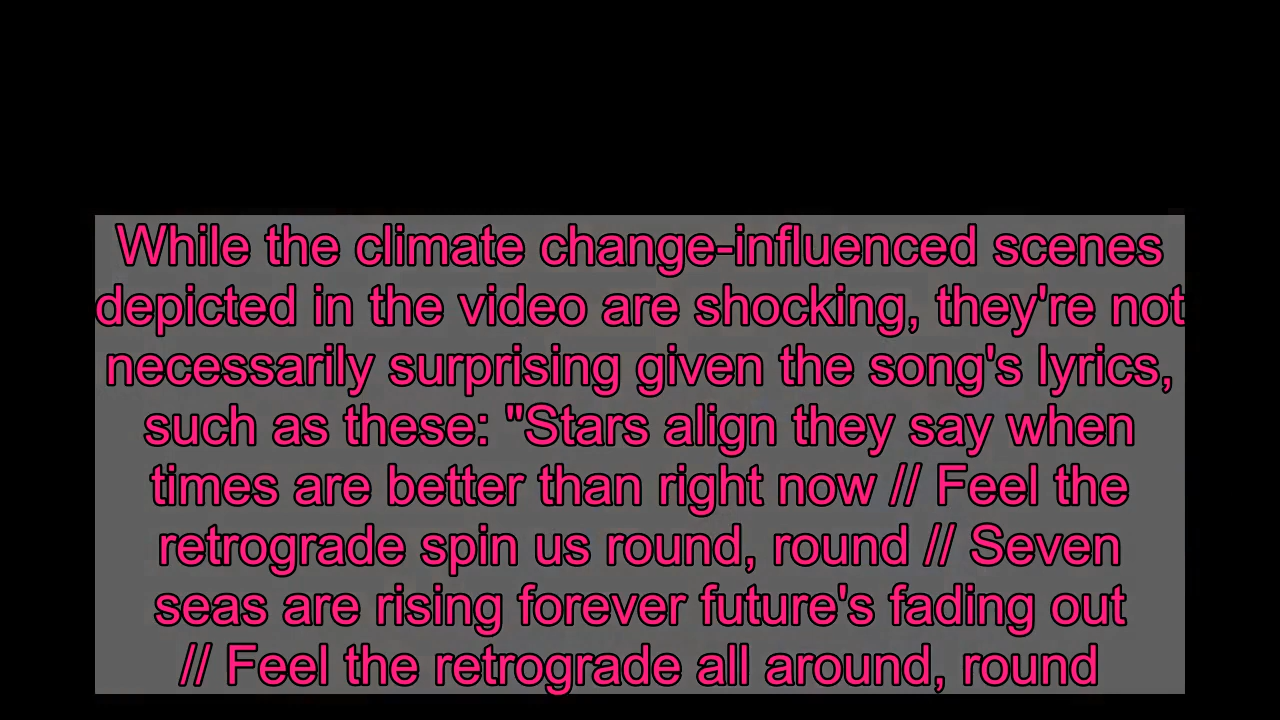 While the climate change-influenced scenes
depicted in the video are shocking, they're not
necessarily surprising given the song's lyrics,
such as these: "Stars align they say when
times are better than right now // Feel the
retrograde spin us round, round // Seven
seas are rising forever future's fading out
// Feel the retrograde all around, round